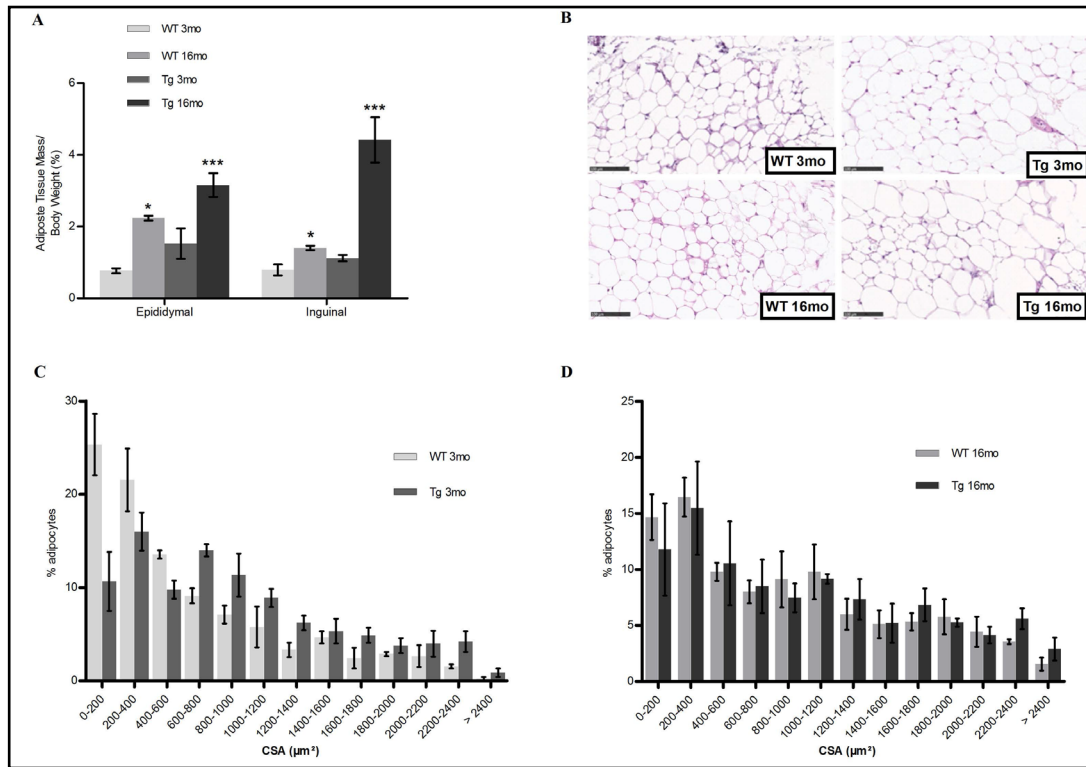 A
WT 3mo
WT 16mo
Tg 3mo
Tg 16mo
Adiposte Tissue Mass/
Body Weight (%)
6
4
2
0
*
***
*
***
Epididymal
Inguinal
B
WT 3mo
Tg 3mo
WT 16mo
Tg 16mo
C
% adipocytes
30
20
10
0
WT 3mo
Tg 3mo
0-200
200-400
400-600
600-800
800-1000
1000-1200
1200-1400
1400-1600
1600-1800
1800-2000
2000-2200
2200-2400
> 2400
CSA (µm²)
D
% adipocytes
25
20
15
10
5
0
WT 16mo
Tg 16mo
0-200
200-400
400-600
600-800
800-1000
1000-1200
1200-1400
1400-1600
1600-1800
1800-2000
2000-2200
2200-2400
> 2400
CSA (µm²)